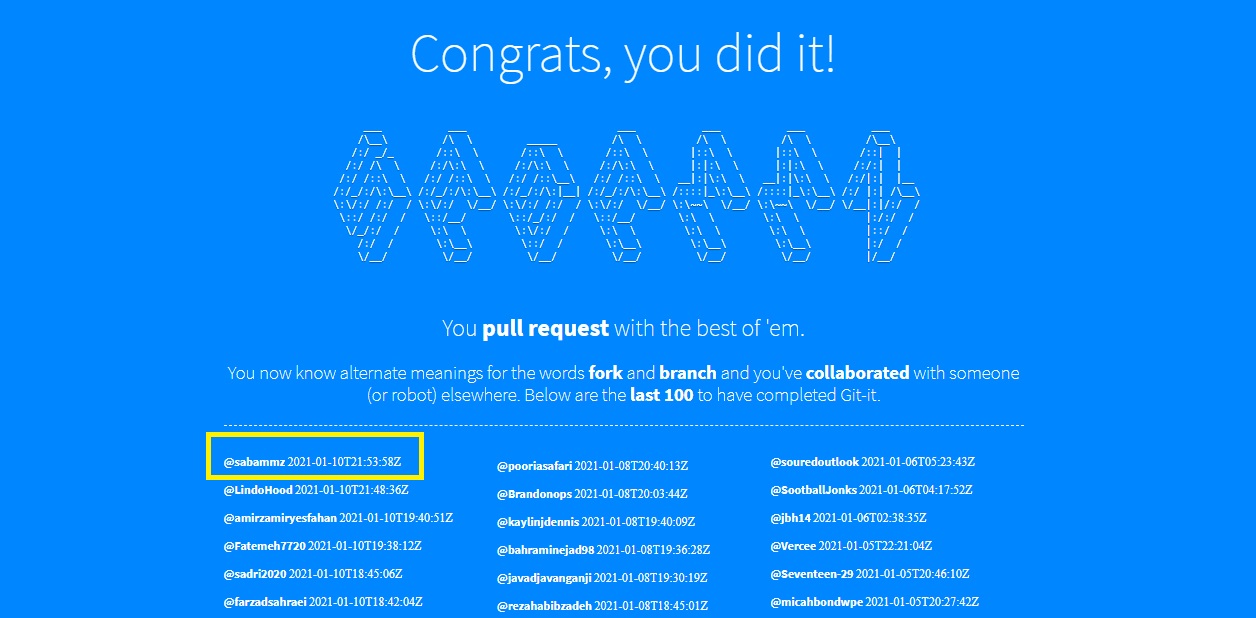 Congrats, you did it!
You pull request with the best of 'em.
You now know alternate meanings for the words fork and branch and you've collaborated with someone
(or robot) elsewhere. Below are the last 100 to have completed Git-it.
@sabammz 2021-01-10T21:53:58Z
@LindoHood 2021-01-10T21:48:36Z
@amirzamiryesfahan 2021-01-10T19:40:51Z
@Fatemeh7720 2021-01-10T19:38:12Z
@sadri2020 2021-01-10T18:45:06Z
@farzadsahraei 2021-01-10T18:42:04Z
@pooriasafari 2021-01-08T20:40:13Z
@Brandonops 2021-01-08T20:03:44Z
@kaylinjdennis 2021-01-08T19:40:09Z
@bahraminejad98 2021-01-08T19:36:28Z
@javadjavanganji 2021-01-08T19:30:19Z
@rezahabibzadeh 2021-01-08T18:45:01Z
@souredoutlook 2021-01-06T05:23:43Z
@SootballJonks 2021-01-06T04:17:52Z
@jbh14 2021-01-06T02:38:35Z
@Vercee 2021-01-05T22:21:04Z
@Seventeen-29 2021-01-05T20:46:10Z
@micahbondwpe 2021-01-05T20:27:42Z